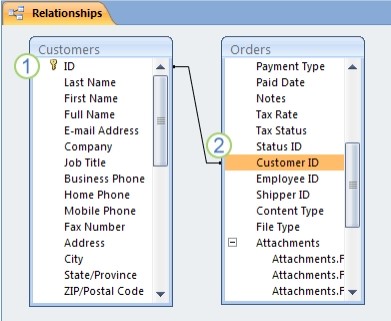 Relationships
Customers
1
ID
Last Name
First Name
Full Name
E-mail Address
Company
Job Title
Business Phone
Home Phone
Mobile Phone
Fax Number
Address
City
State/Province
ZIP/Postal Code
Orders
Payment Type
Paid Date
Notes
Tax Rate
Tax Status
Status ID
2
Customer ID
Employee ID
Shipper ID
Content Type
File Type
Attachments
Attachments.F
Attachments.F
Attachments.F